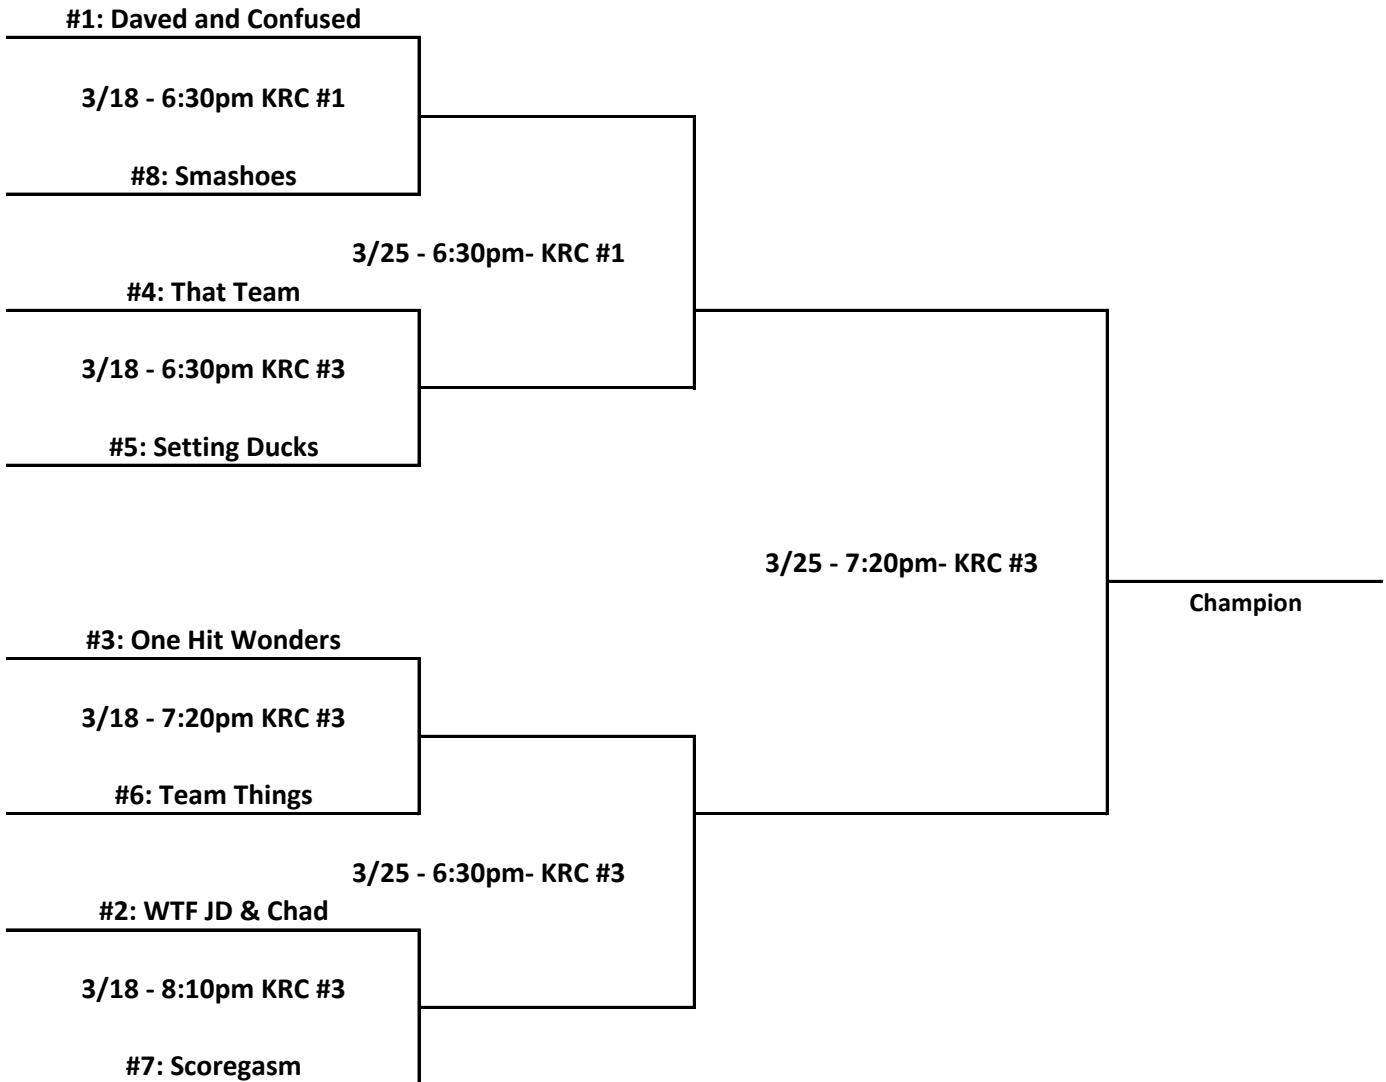 #1: Daved and Confused
3/18 - 6:30pm KRC #1
#8: Smashoes
3/25 - 6:30pm- KRC #1
#4: That Team
3/18 - 6:30pm KRC #3
#5: Setting Ducks
3/25 - 7:20pm- KRC #3
Champion
#3: One Hit Wonders
3/18 - 7:20pm KRC #3
#6: Team Things
3/25 - 6:30pm- KRC #3
#2: WTF JD & Chad
3/18 - 8:10pm KRC #3
#7: Scoregasm